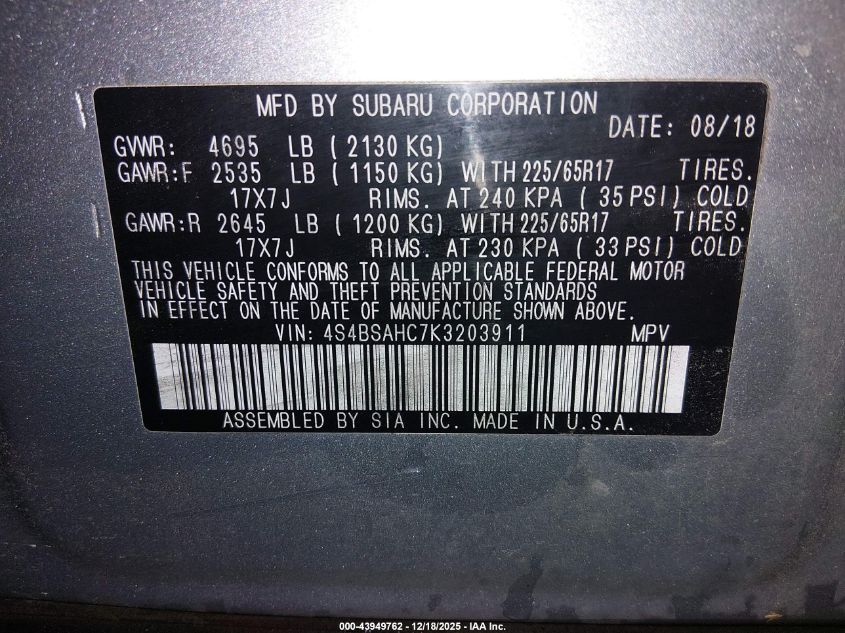 MFD BY SUBARU CORPORATION
DATE: 08/18
GVWR: 4695 LB ( 2130 KG)
GAWR:F 2535 LB ( 1150 KG) WITH 225/65R17 TIRES.
17X7J RIMS. AT 240 KPA ( 35 PSI) COLD
GAWR:R 2645 LB ( 1200 KG) WITH 225/65R17 TIRES.
17X7J RIMS. AT 230 KPA ( 33 PSI) COLD
THIS VEHICLE CONFORMS TO ALL APPLICABLE FEDERAL MOTOR
VEHICLE SAFETY AND THEFT PREVENTION STANDARDS
IN EFFECT ON THE DATE OF MANUFACTURE SHOWN ABOVE.
VIN: 4S4BSAHC7K3203911 MPV
ASSEMBLED BY SIA INC. MADE IN U.S.A.
000-43949762 - 12/18/2025 - IAA Inc.